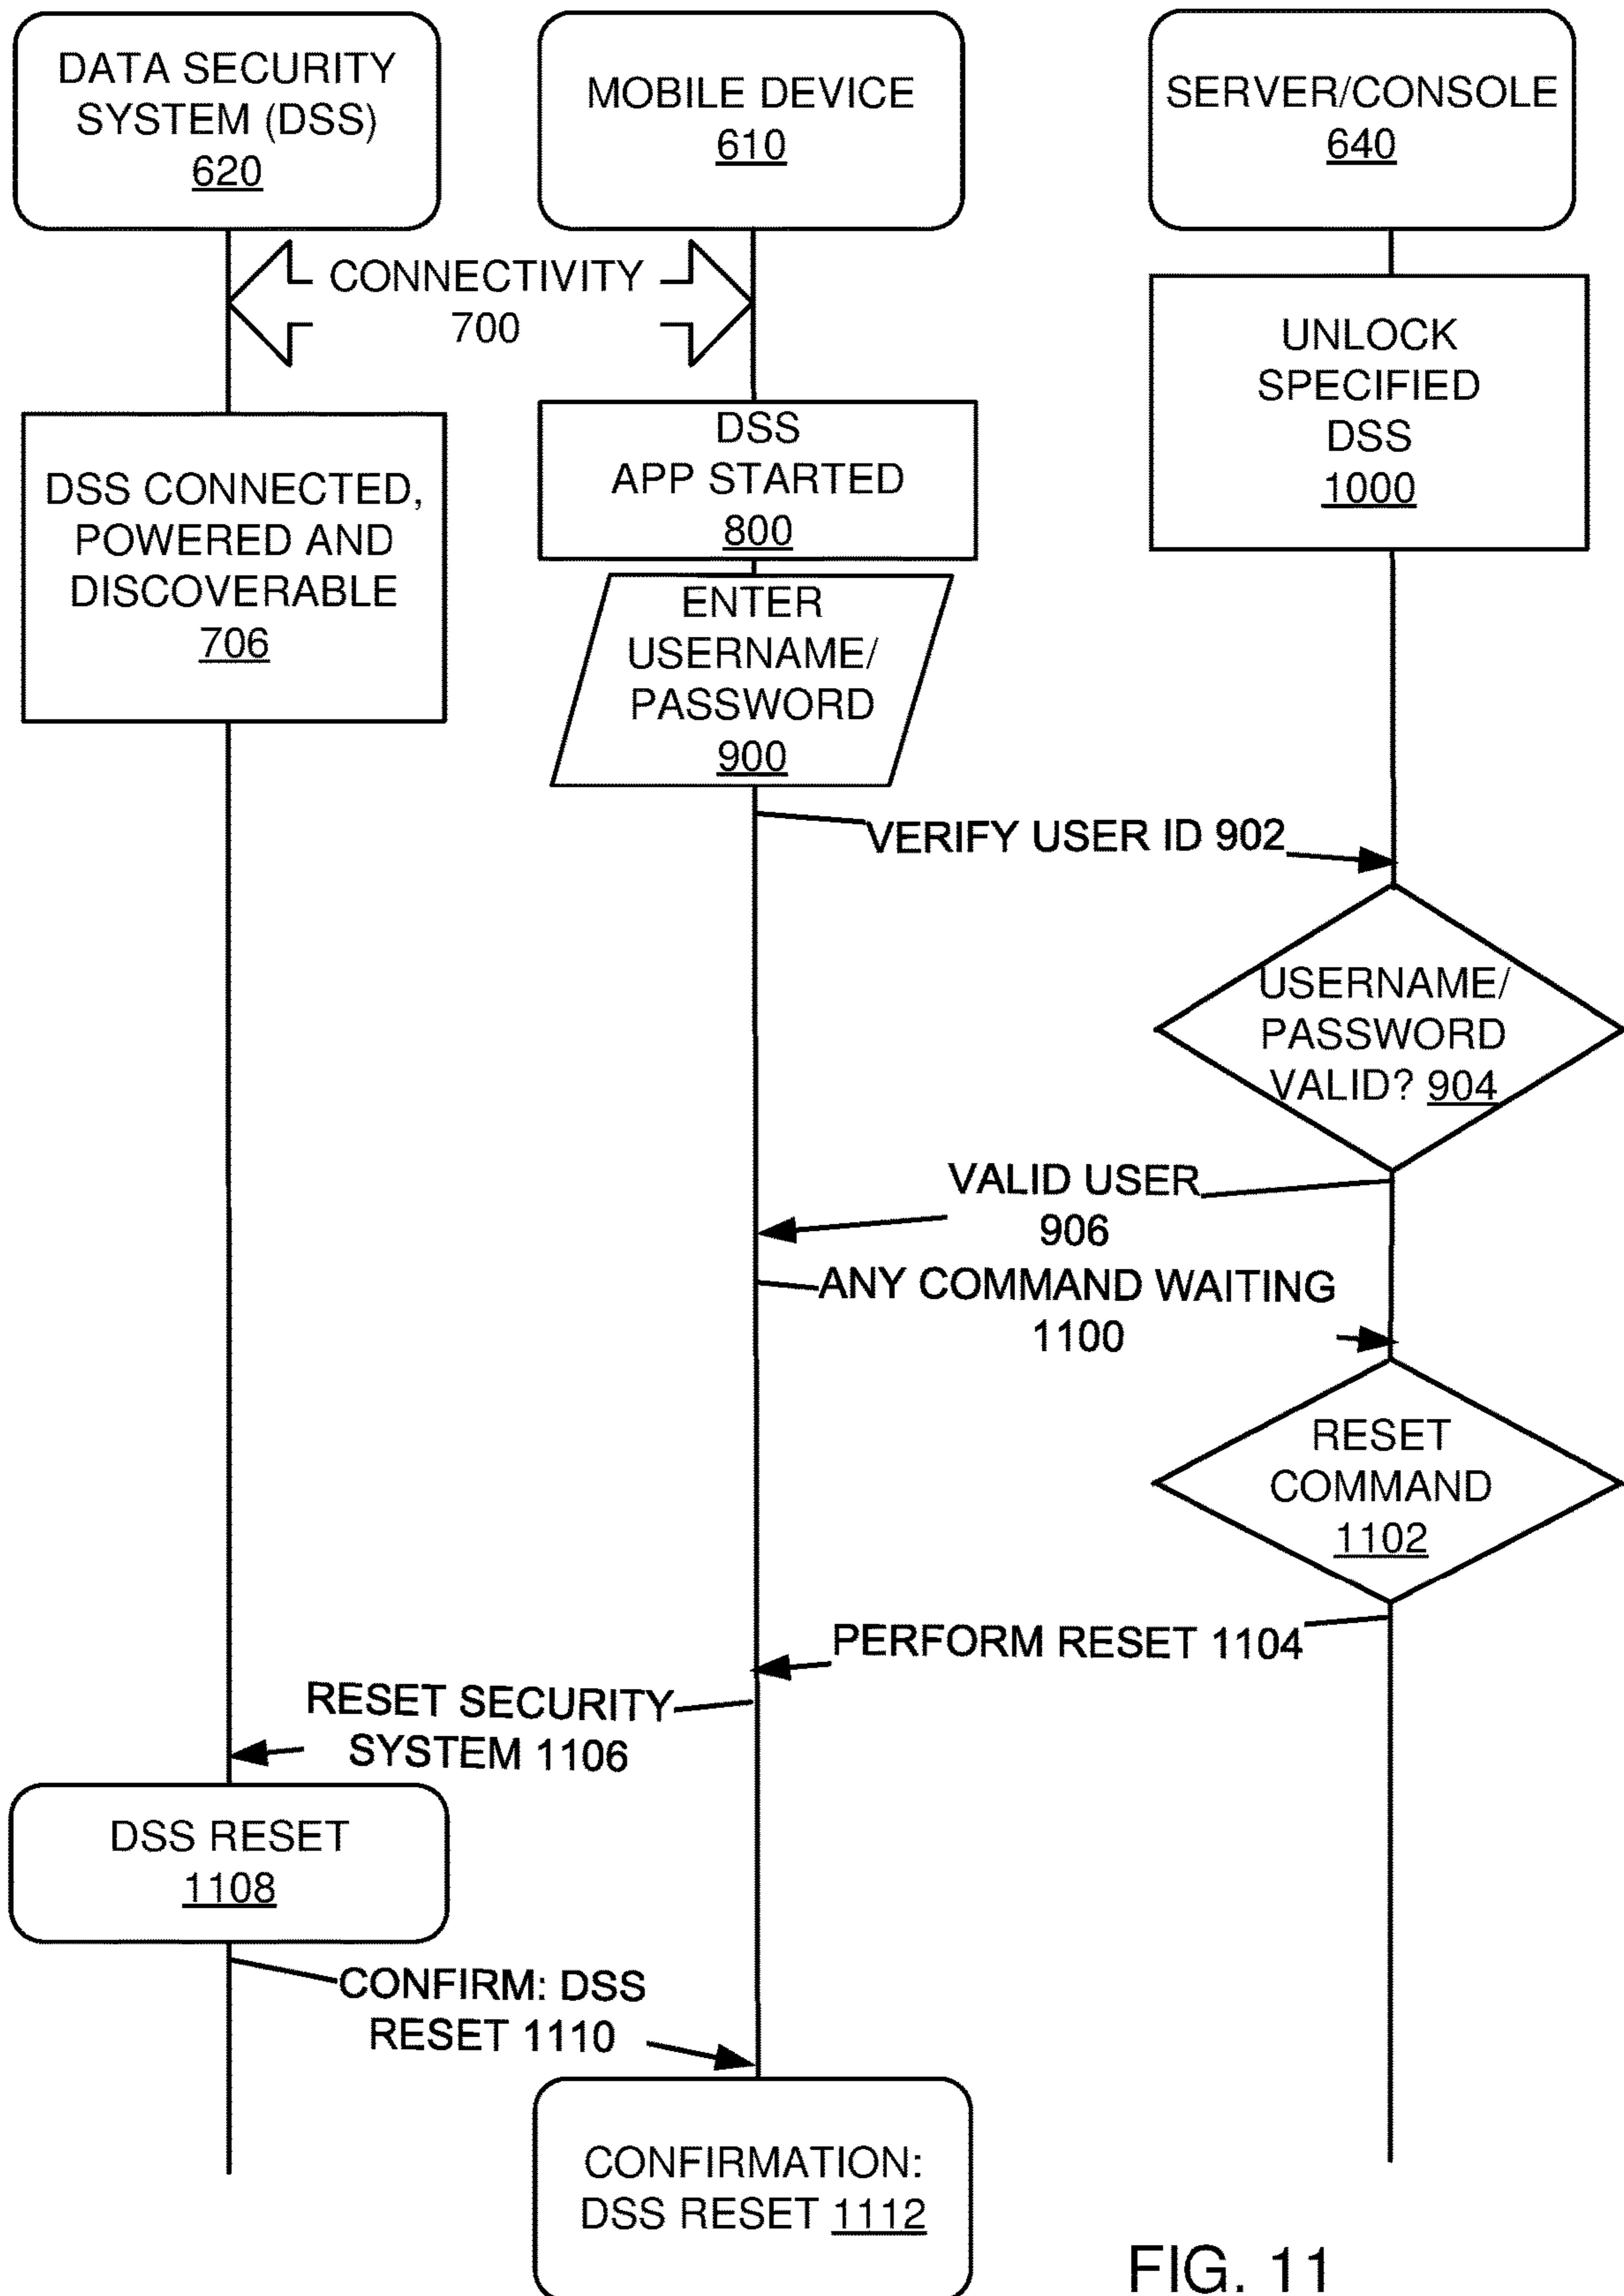 DATA SECURITY
SYSTEM (DSS)
620
MOBILE DEVICE
610
SERVER/CONSOLE
640
CONNECTIVITY
700
UNLOCK
SPECIFIED
DSS
1000
DSS CONNECTED,
POWERED AND
DISCOVERABLE
706
DSS
APP STARTED
800
ENTER
USERNAME/
PASSWORD
900
VERIFY USER ID 902
USERNAME/
PASSWORD
VALID? 904
VALID USER
906
ANY COMMAND WAITING
1100
RESET
COMMAND
1102
PERFORM RESET 1104
RESET SECURITY
SYSTEM 1106
DSS RESET
1108
CONFIRM: DSS
RESET 1110
CONFIRMATION:
DSS RESET 1112
FIG. 11